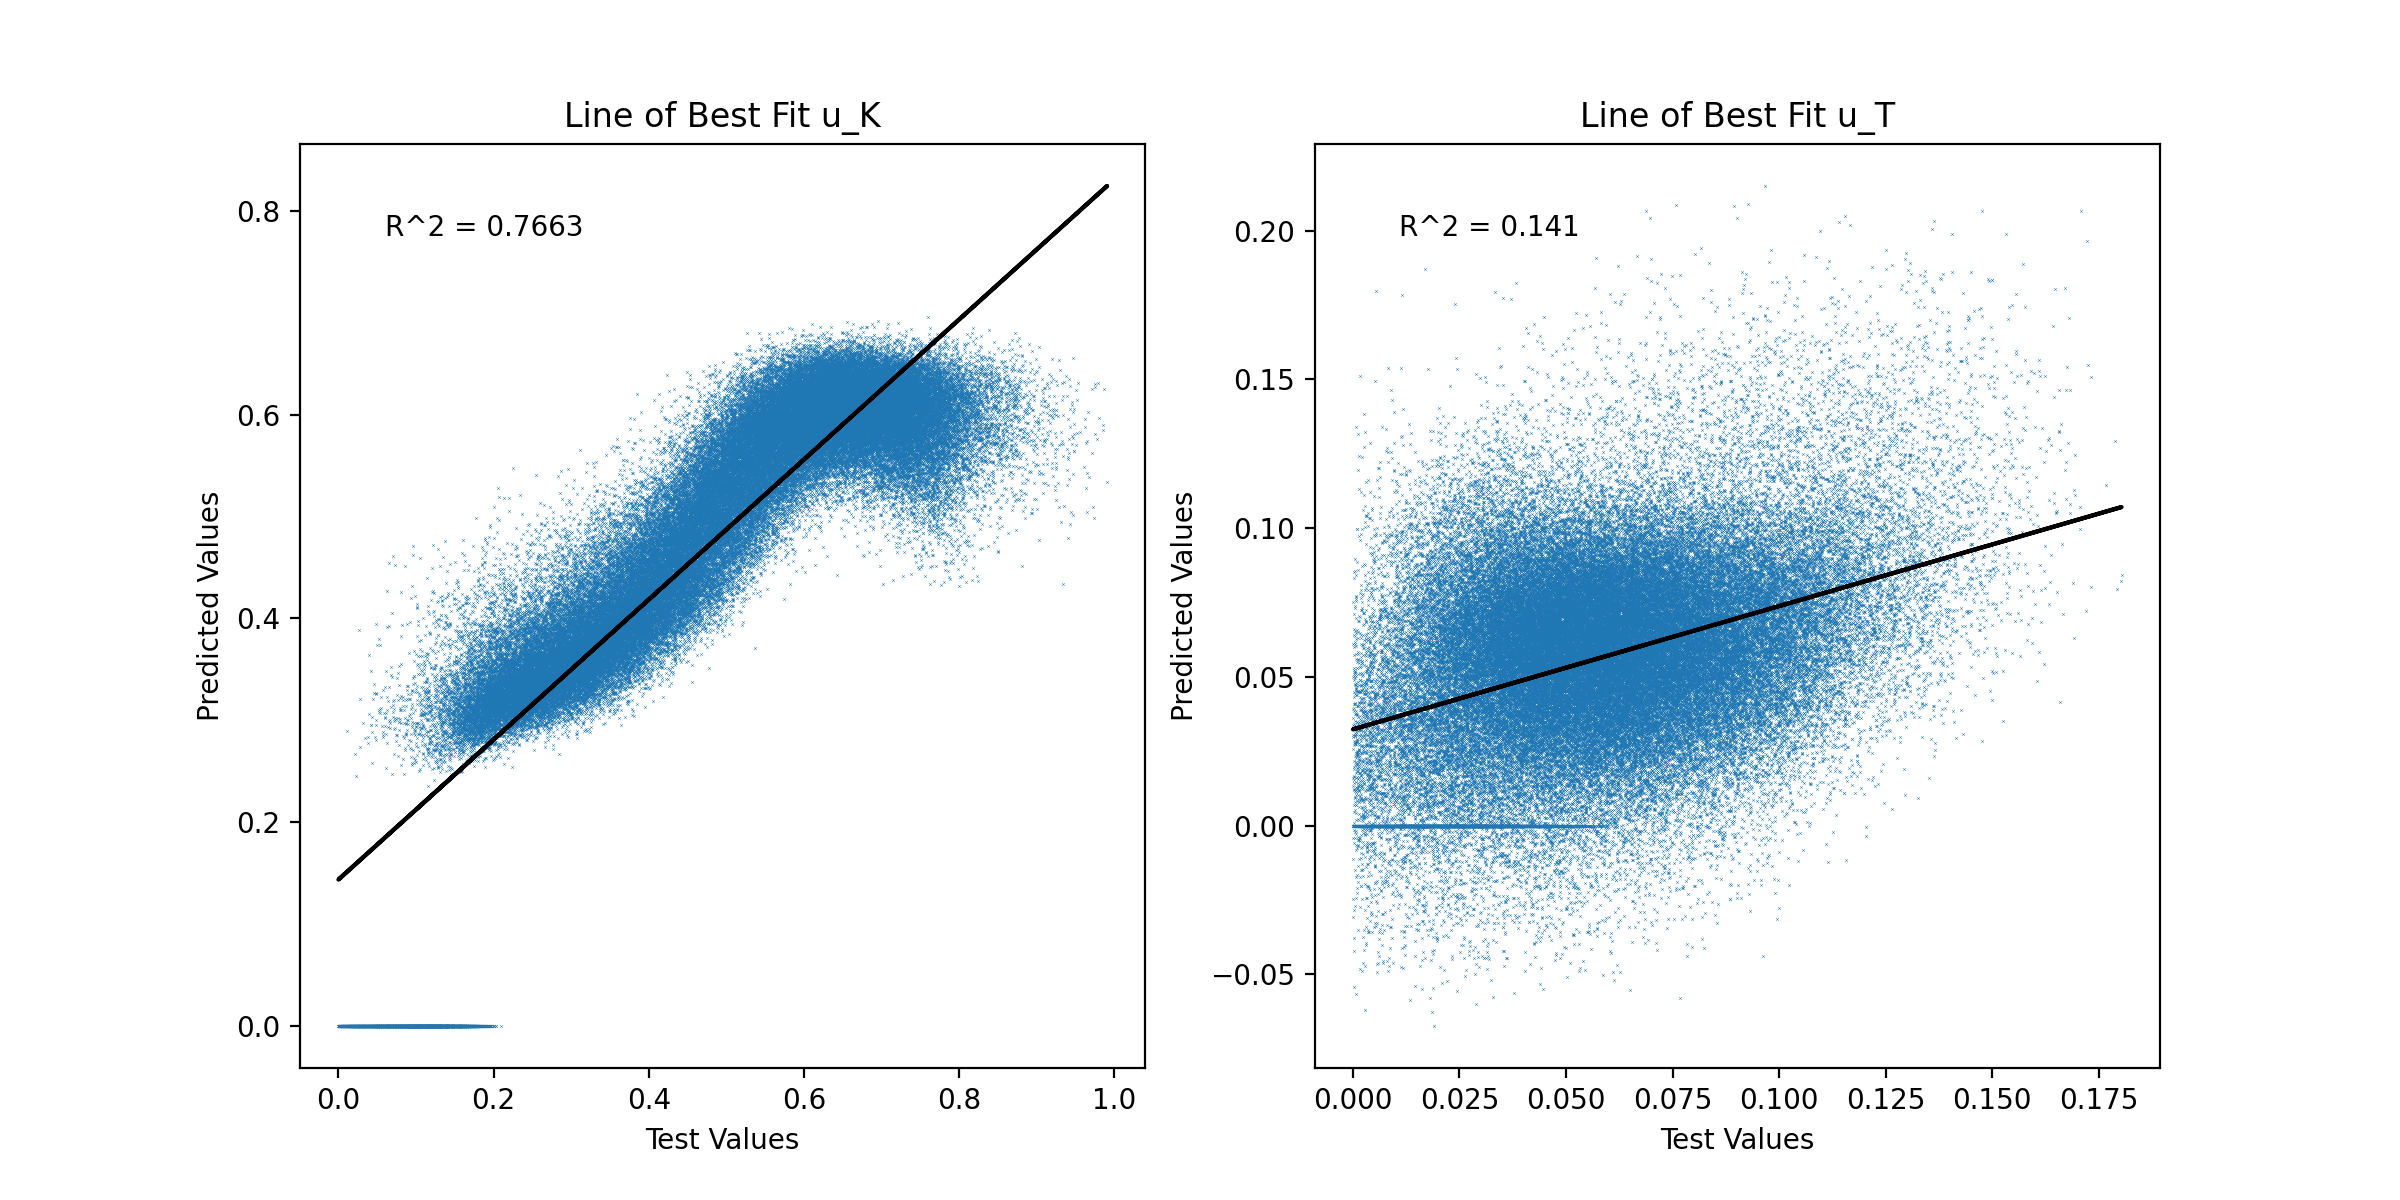 Line of Best Fit u_K
R^2 = 0.7663
0.8
0.6
0.4
0.2
0.0
Predicted Values
0.0 0.2 0.4 0.6 0.8 1.0
Test Values
Line of Best Fit u_T
R^2 = 0.141
0.20
0.15
0.10
0.05
0.00
−0.05
Predicted Values
0.000 0.025 0.050 0.075 0.100 0.125 0.150 0.175
Test Values